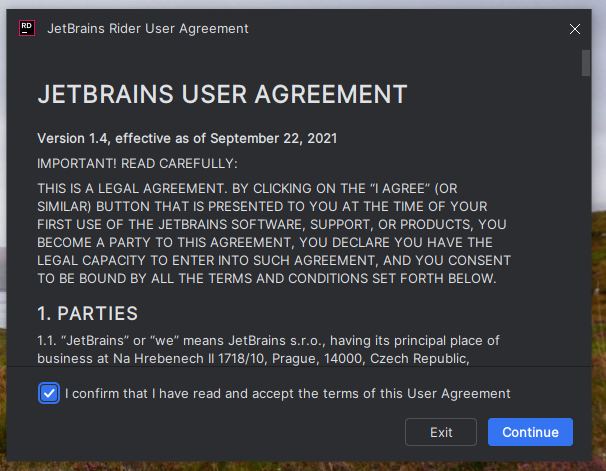 RD
JetBrains Rider User Agreement
JETBRAINS USER AGREEMENT
Version 1.4, effective as of September 22, 2021
IMPORTANT! READ CAREFULLY:
THIS IS A LEGAL AGREEMENT. BY CLICKING ON THE “I AGREE” (OR
SIMILAR) BUTTON THAT IS PRESENTED TO YOU AT THE TIME OF YOUR
FIRST USE OF THE JETBRAINS SOFTWARE, SUPPORT, OR PRODUCTS, YOU
BECOME A PARTY TO THIS AGREEMENT, YOU DECLARE YOU HAVE THE
LEGAL CAPACITY TO ENTER INTO SUCH AGREEMENT, AND YOU CONSENT
TO BE BOUND BY ALL THE TERMS AND CONDITIONS SET FORTH BELOW.
1. PARTIES
1.1. “JetBrains” or “we” means JetBrains s.r.o., having its principal place of
business at Na Hrebenech II 1718/10, Prague, 14000, Czech Republic,
I confirm that I have read and accept the terms of this User Agreement
Exit
Continue